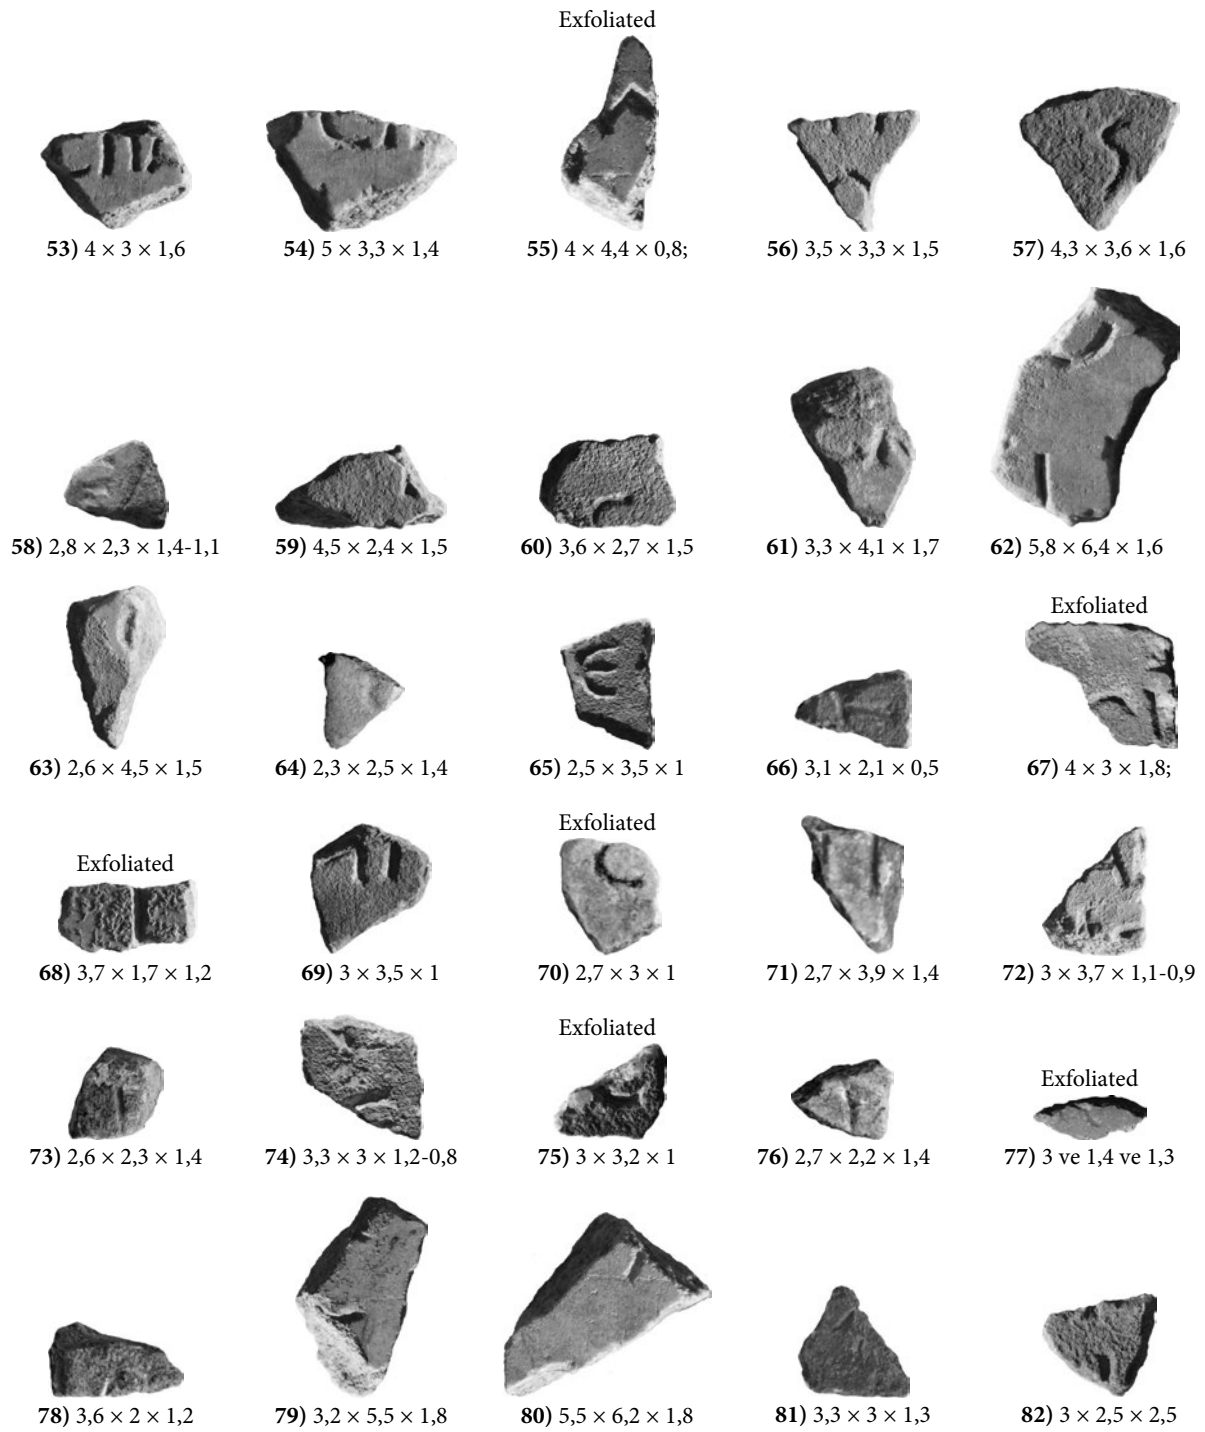 Exfoliated
53) 4 × 3 × 1,6
54) 5 × 3,3 × 1,4
55) 4 × 4,4 × 0,8;
56) 3,5 × 3,3 × 1,5
57) 4,3 × 3,6 × 1,6
58) 2,8 × 2,3 × 1,4-1,1
59) 4,5 × 2,4 × 1,5
60) 3,6 × 2,7 × 1,5
61) 3,3 × 4,1 × 1,7
62) 5,8 × 6,4 × 1,6
Exfoliated
63) 2,6 × 4,5 × 1,5
64) 2,3 × 2,5 × 1,4
65) 2,5 × 3,5 × 1
66) 3,1 × 2,1 × 0,5
67) 4 × 3 × 1,8;
Exfoliated
Exfoliated
68) 3,7 × 1,7 × 1,2
69) 3 × 3,5 × 1
70) 2,7 × 3 × 1
71) 2,7 × 3,9 × 1,4
72) 3 × 3,7 × 1,1-0,9
Exfoliated
Exfoliated
73) 2,6 × 2,3 × 1,4
74) 3,3 × 3 × 1,2-0,8
75) 3 × 3,2 × 1
76) 2,7 × 2,2 × 1,4
77) 3 ve 1,4 ve 1,3
78) 3,6 × 2 × 1,2
79) 3,2 × 5,5 × 1,8
80) 5,5 × 6,2 × 1,8
81) 3,3 × 3 × 1,3
82) 3 × 2,5 × 2,5